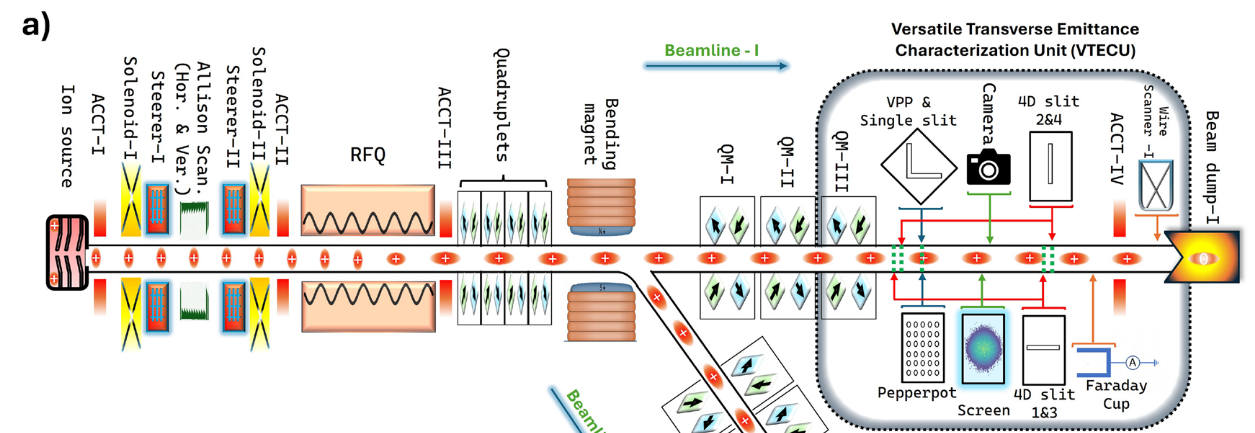 a)
Versatile Transverse Emittance
Characterization Unit (VTECU)
Beamline - I
Ion source
ACCT-I
Solenoid-I
Steerer-I
Allison Scan.
(Hor. & Ver.)
Steerer-II
Solenoid-II
ACCT-II
RFQ
ACCT-III
Quadruplets
Bending
magnet
QM-I
QM-II
QM-III
VPP &
Single slit
Camera
4D slit
2&4
ACCT-IV
Wire
Scanner -I
Beam dump-I
Pepperpot
Screen
4D slit
1&3
A
Faraday
Cup